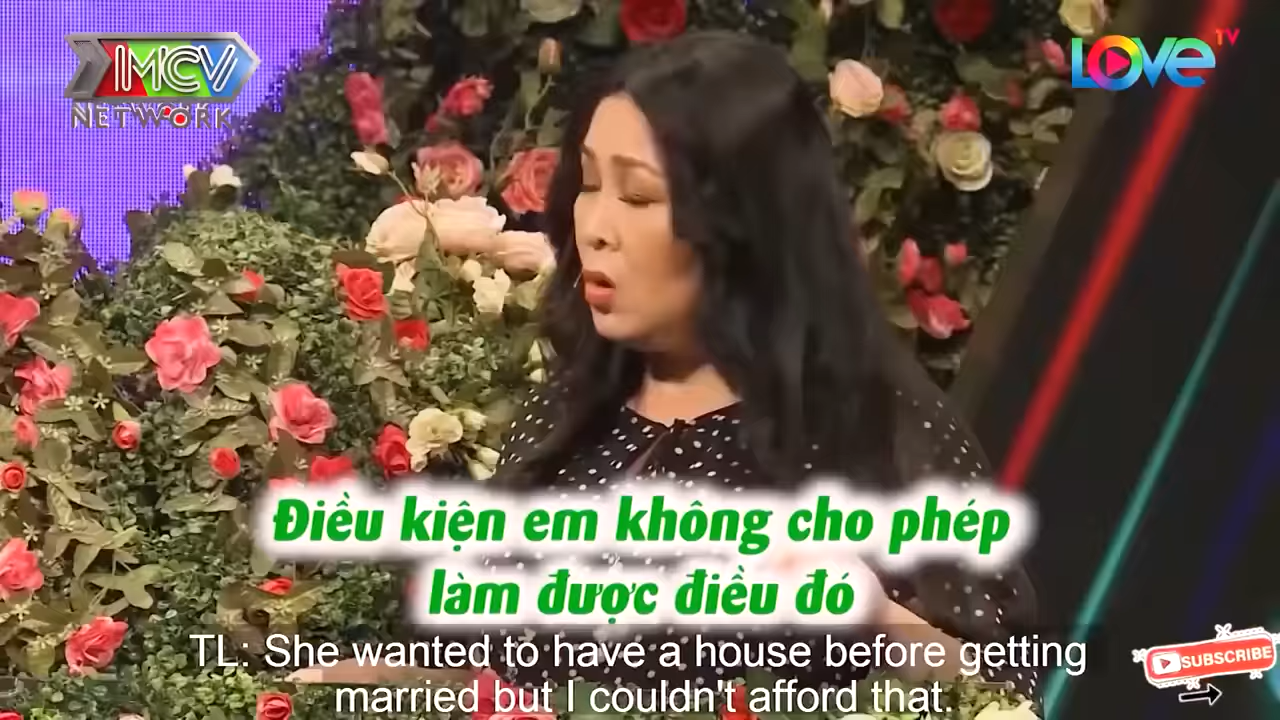 MCV
NETWORK
LOVE TV
Điều kiện em không cho phép
làm được điều đó
TL: She wanted to have a house before getting
married but I couldn't afford that.
SUBSCRIBE